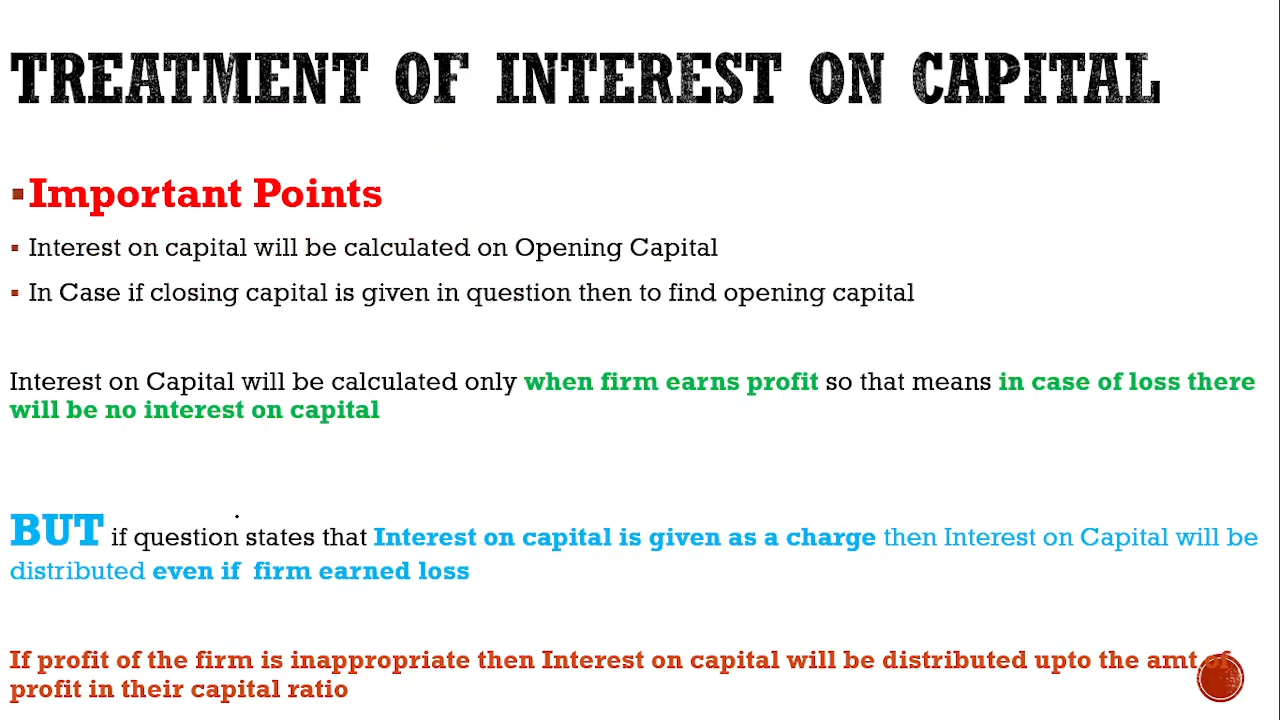 TREATMENT OF INTEREST ON CAPITAL
Important Points
Interest on capital will be calculated on Opening Capital
In Case if closing capital is given in question then to find opening capital
Interest on Capital will be calculated only when firm earns profit so that means in case of loss there
will be no interest on capital
BUT if question states that Interest on capital is given as a charge then Interest on Capital will be
distributed even if firm earned loss
If profit of the firm is inappropriate then Interest on capital will be distributed upto the amt of
profit in their capital ratio